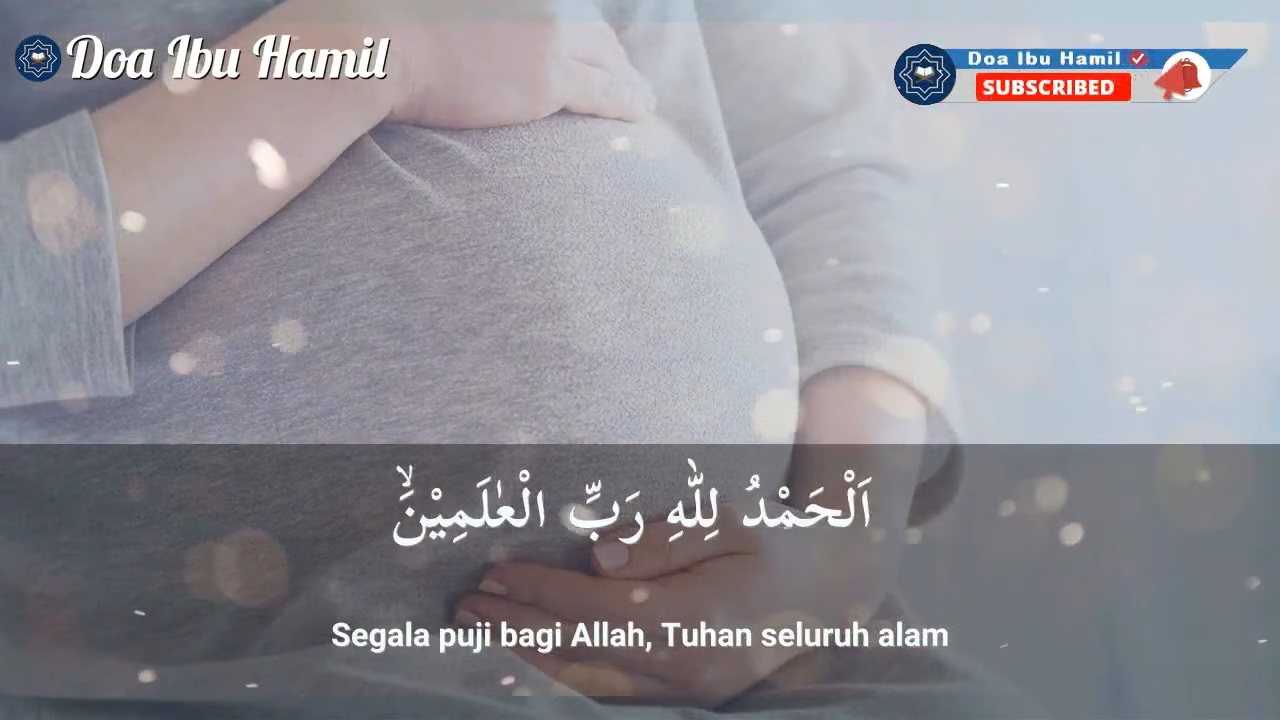 Doa Ibu Hamil
Doa Ibu Hamil
SUBSCRIBED
اَلْحَمْدُ لِلّٰهِ رَبِّ الْعٰلَمِيْنَۙ
Segala puji bagi Allah, Tuhan seluruh alam